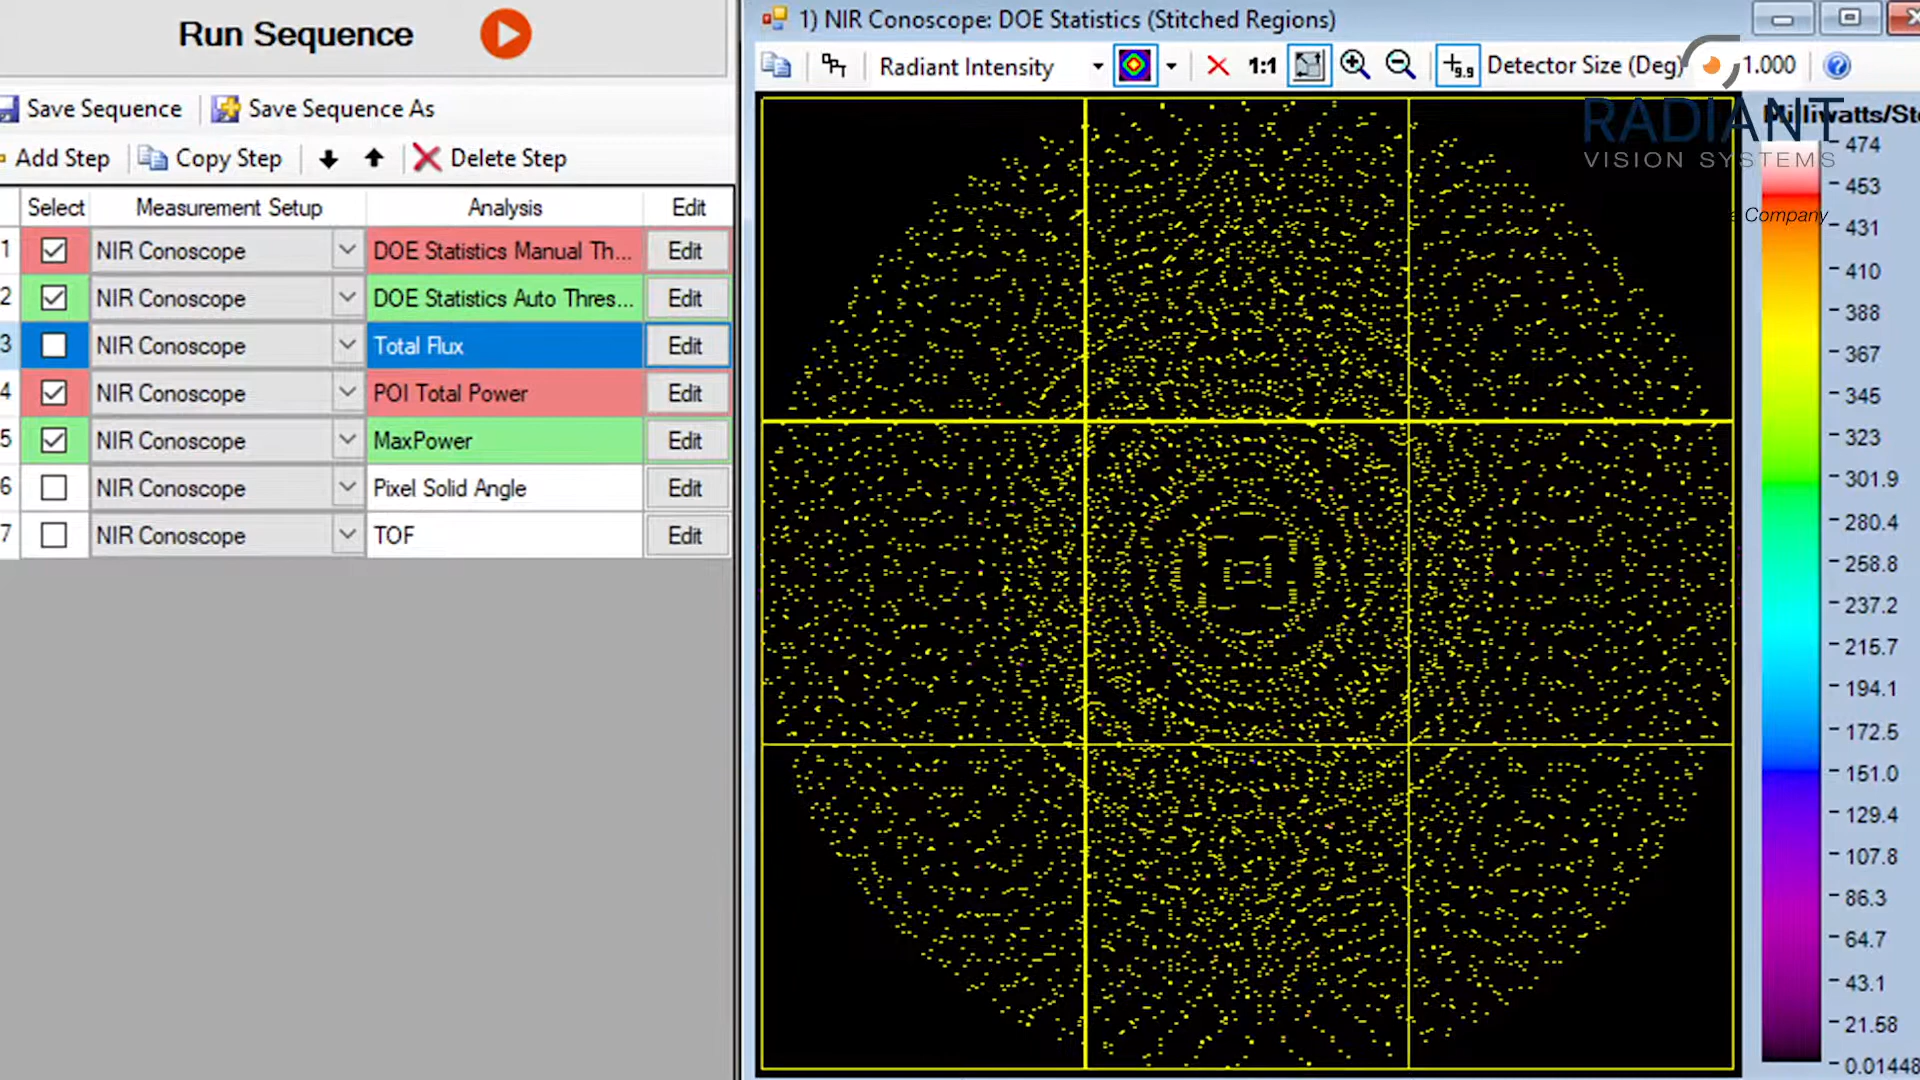 Run Sequence
Save Sequence
Save Sequence As
Add Step
Copy Step
Delete Step
Select
Measurement Setup
Analysis
Edit
1
NIR Conoscope
DOE Statistics Manual Th...
Edit
2
NIR Conoscope
DOE Statistics Auto Thres...
Edit
3
NIR Conoscope
Total Flux
Edit
4
NIR Conoscope
POI Total Power
Edit
5
NIR Conoscope
MaxPower
Edit
6
NIR Conoscope
Pixel Solid Angle
Edit
7
NIR Conoscope
TOF
Edit
1) NIR Conoscope: DOE Statistics (Stitched Regions)
Radiant Intensity
1:1
9.9
Detector Size (Deg)
1.000
RADIANT
VISION SYSTEMS
a Company
Milliwatts/Ste
474
453
431
410
388
367
345
323
301.9
280.4
258.8
237.2
215.7
194.1
172.5
151.0
129.4
107.8
86.3
64.7
43.1
21.58
0.01448